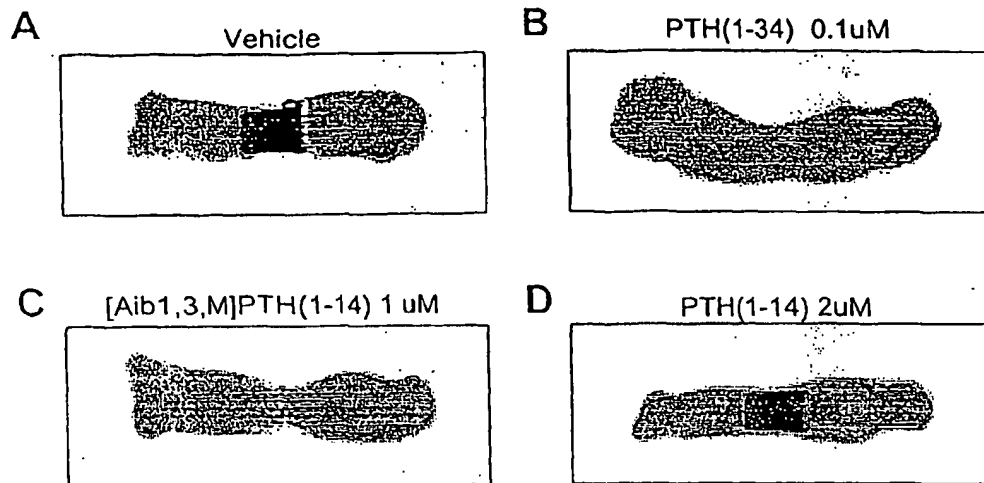 A
Vehicle
B
PTH(1-34) 0.1uM
C
[Aib1,3,M]PTH(1-14) 1 uM
D
PTH(1-14) 2uM